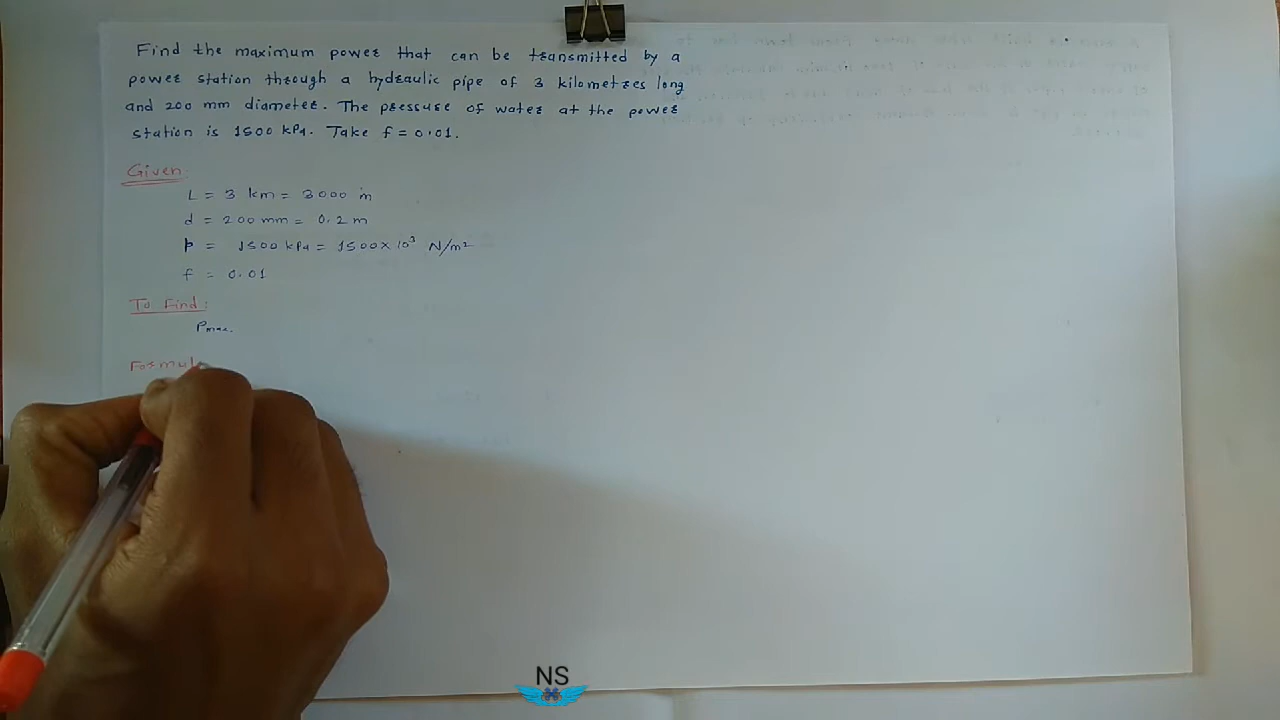 Find the maximum power that can be transmitted by a
power station through a hydraulic pipe of 3 kilometres long
and 200 mm diameter. The pressure of water at the power
station is 1500 kPa. Take f = 0.01.
Given:
L = 3 km = 3000 m
d = 200 mm = 0.2 m
p = 1500 kPa = 1500 × 10³ N/m²
f = 0.01
To Find:
Pmax.
Formula
NS